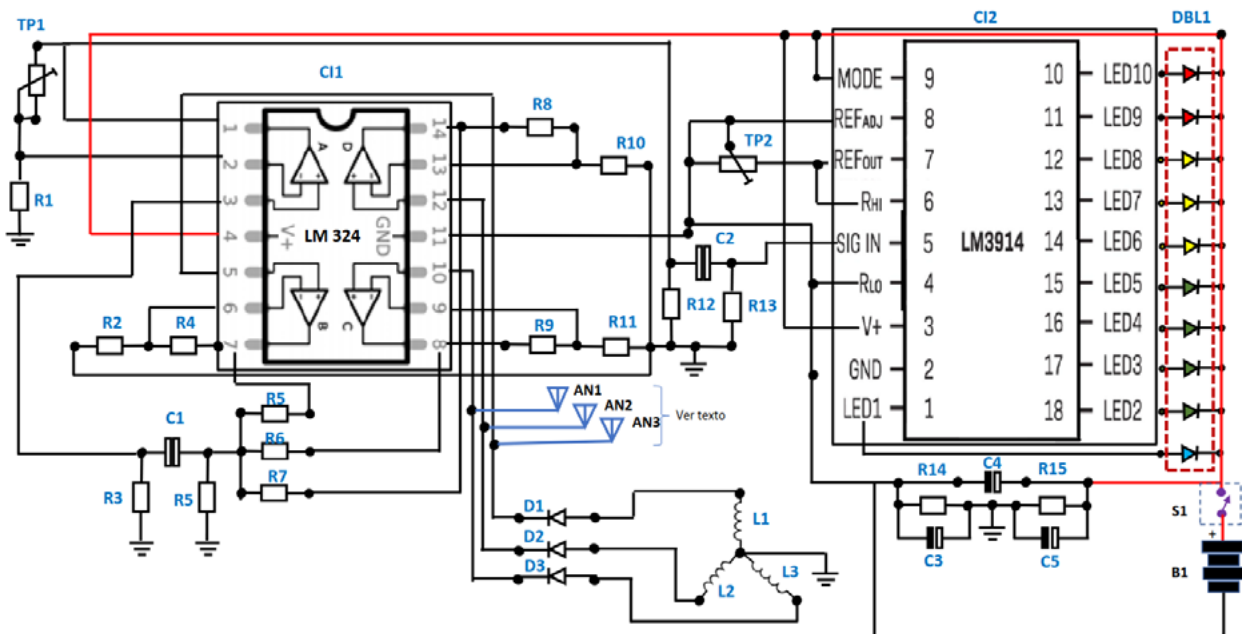 TP1
R1
CI1
1
2
3
4
5
6
7
14
13
12
11
10
9
8
A
D
V+
GND
LM 324
B
C
R8
R10
R2
R4
R9
R11
R5
R6
R7
C1
R3
R5
AN1
AN2
AN3
Ver texto
D1
D2
D3
L1
L2
L3
C2
R12
R13
TP2
CI2
MODE 9
REFADJ 8
REFOUT 7
RHI 6
SIG IN 5
RLO 4
V+ 3
GND 2
LED1 1
LM3914
10 LED10
11 LED9
12 LED8
13 LED7
14 LED6
15 LED5
16 LED4
17 LED3
18 LED2
DBL1
R14
C4
R15
C3
C5
S1
+
B1